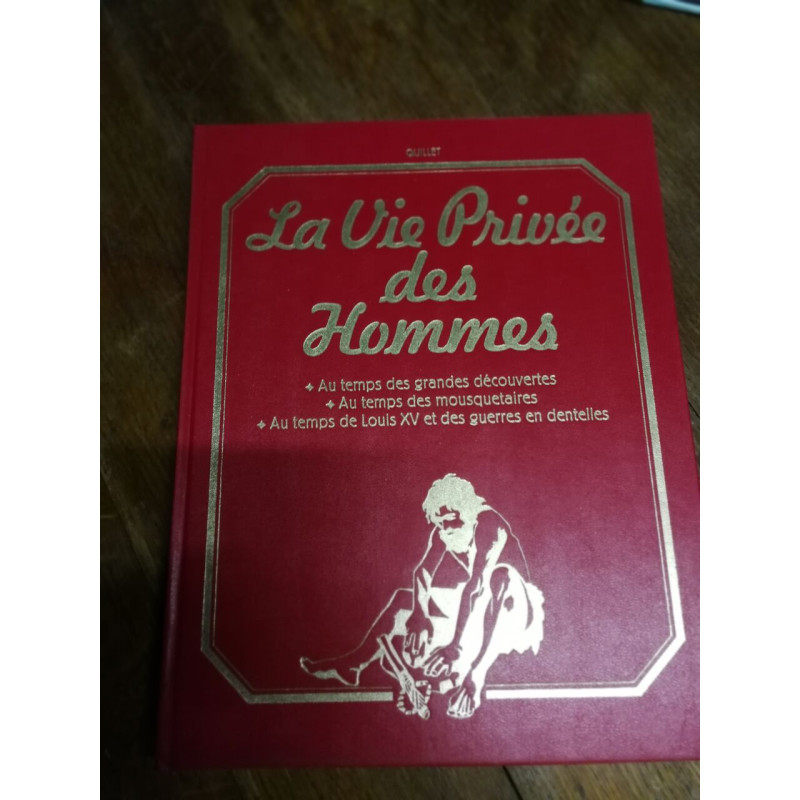 QUILLET
La Vie Privée
des
Hommes
Au temps des grandes découvertes
Au temps des mousquetaires
Au temps de Louis XV et des guerres en dentelles